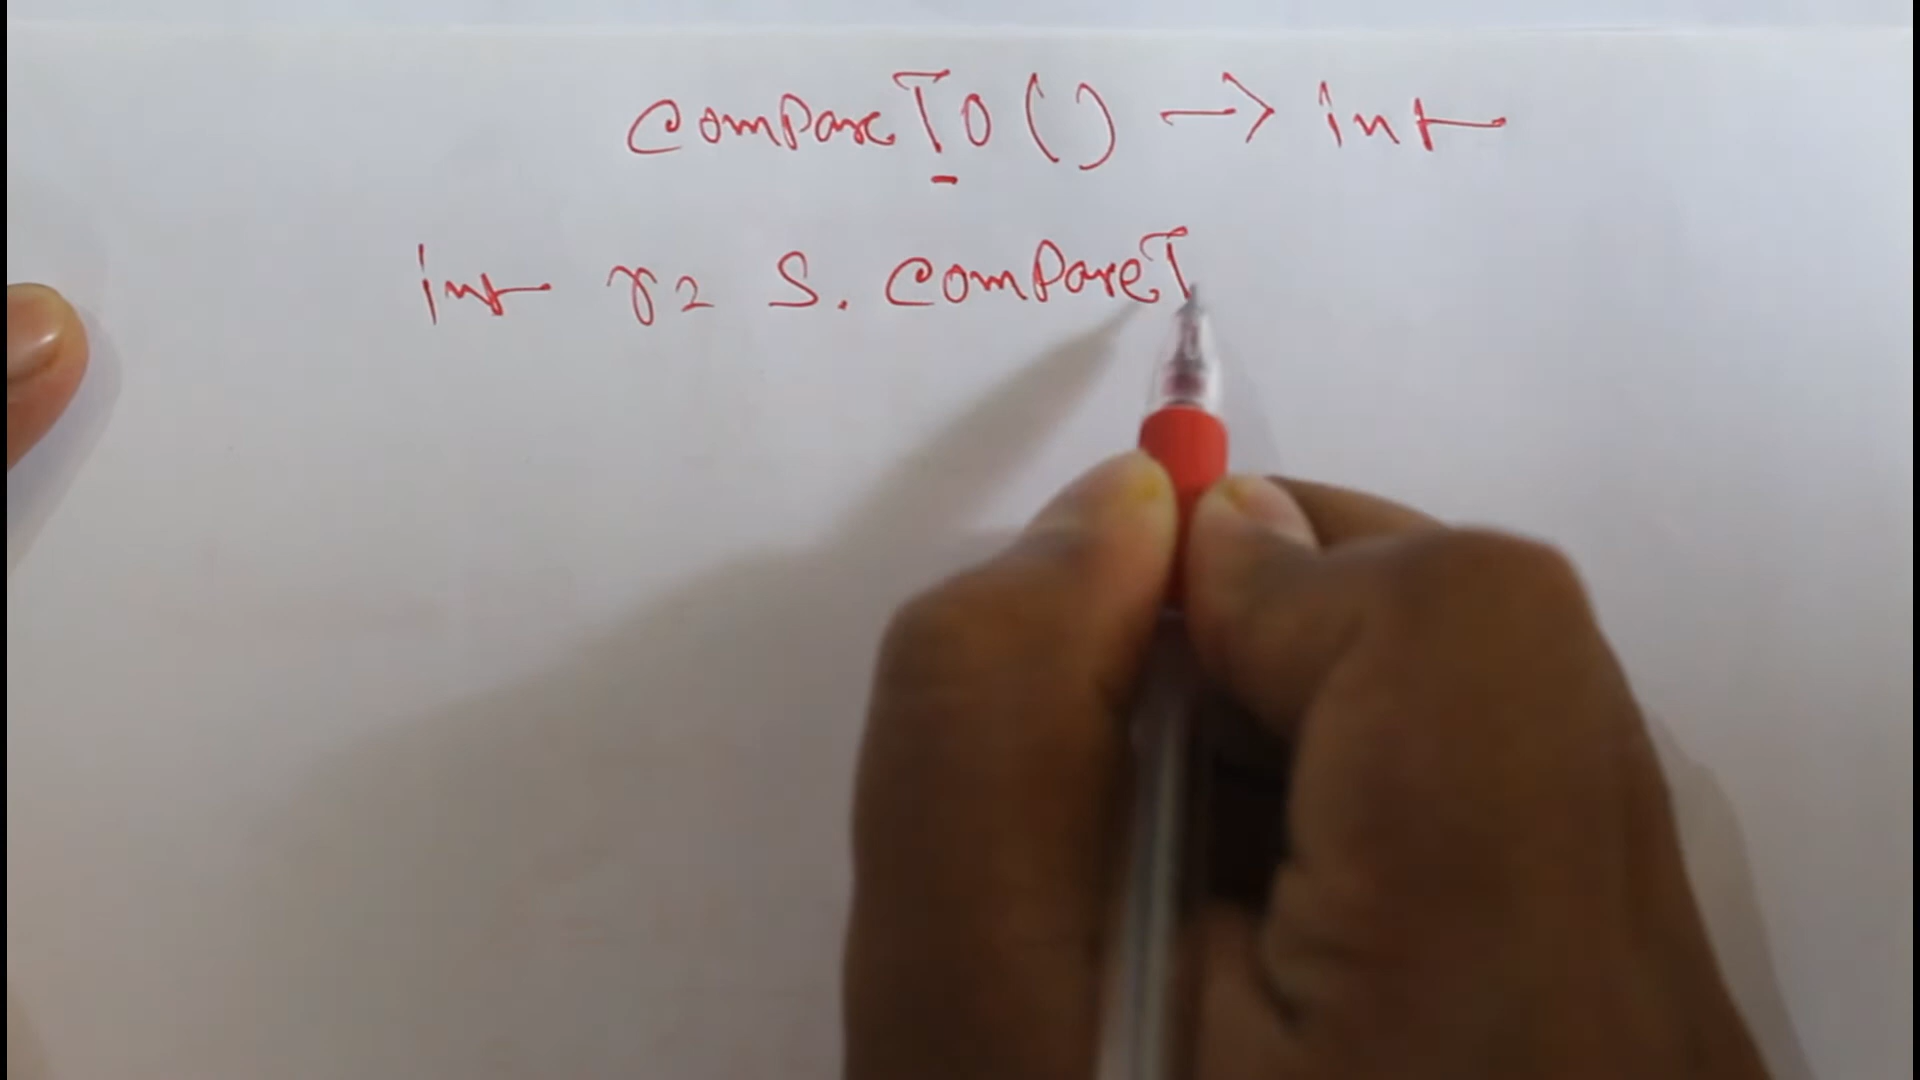 compareTo() -> int
int r= s. compareT